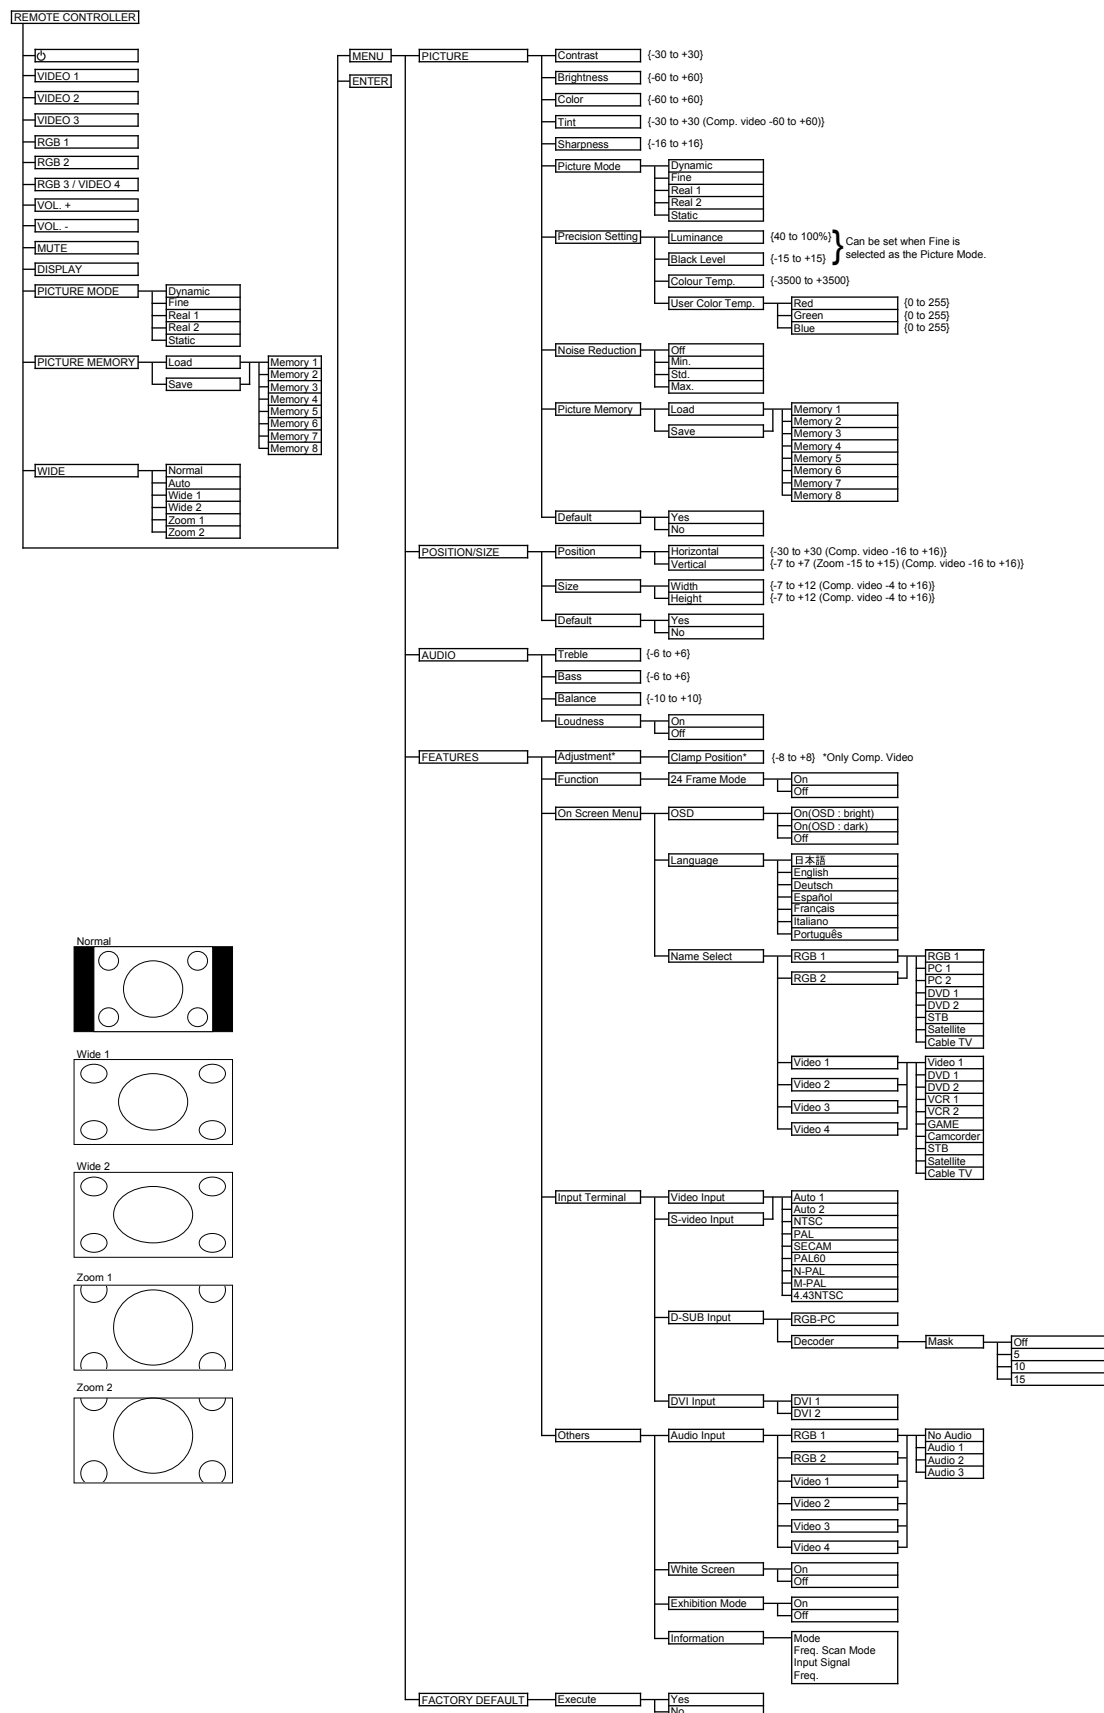 REMOTE CONTROLLER
VIDEO 1
VIDEO 2
VIDEO 3
RGB 1
RGB 2
RGB 3 / VIDEO 4
VOL. +
VOL. -
MUTE
DISPLAY
PICTURE MODE
Dynamic
Fine
Real 1
Real 2
Static
PICTURE MEMORY
Load
Save
Memory 1
Memory 2
Memory 3
Memory 4
Memory 5
Memory 6
Memory 7
Memory 8
WIDE
Normal
Auto
Wide 1
Wide 2
Zoom 1
Zoom 2
MENU
ENTER
PICTURE
Contrast {-30 to +30}
Brightness {-60 to +60}
Color {-60 to +60}
Tint {-30 to +30 (Comp. video -60 to +60)}
Sharpness {-16 to +16}
Picture Mode
Dynamic
Fine
Real 1
Real 2
Static
Precision Setting
Luminance {40 to 100%}
Black Level {-15 to +15}
Can be set when Fine is
selected as the Picture Mode.
Colour Temp. {-3500 to +3500}
User Color Temp.
Red {0 to 255}
Green {0 to 255}
Blue {0 to 255}
Noise Reduction
Off
Min.
Std.
Max.
Picture Memory
Load
Save
Memory 1
Memory 2
Memory 3
Memory 4
Memory 5
Memory 6
Memory 7
Memory 8
Default
Yes
No
POSITION/SIZE
Position
Horizontal {-30 to +30 (Comp. video -16 to +16)}
Vertical {-7 to +7 (Zoom -15 to +15) (Comp. video -16 to +16)}
Size
Width {-7 to +12 (Comp. video -4 to +16)}
Height {-7 to +12 (Comp. video -4 to +16)}
Default
Yes
No
AUDIO
Treble {-6 to +6}
Bass {-6 to +6}
Balance {-10 to +10}
Loudness
On
Off
FEATURES
Adjustment*
Clamp Position* {-8 to +8} *Only Comp. Video
Function
24 Frame Mode
On
Off
On Screen Menu
OSD
On(OSD : bright)
On(OSD : dark)
Off
Language
日本語
English
Deutsch
Español
Français
Italiano
Português
Name Select
RGB 1
RGB 2
RGB 1
PC 1
PC 2
DVD 1
DVD 2
STB
Satellite
Cable TV
Video 1
Video 2
Video 3
Video 4
Video 1
DVD 1
DVD 2
VCR 1
VCR 2
GAME
Camcorder
STB
Satellite
Cable TV
Input Terminal
Video Input
S-video Input
Auto 1
Auto 2
NTSC
PAL
SECAM
PAL60
N-PAL
M-PAL
4.43NTSC
D-SUB Input
RGB-PC
Decoder
Mask
Off
5
10
15
DVI Input
DVI 1
DVI 2
Others
Audio Input
RGB 1
RGB 2
Video 1
Video 2
Video 3
Video 4
No Audio
Audio 1
Audio 2
Audio 3
White Screen
On
Off
Exhibition Mode
On
Off
Information
Mode
Freq. Scan Mode
Input Signal
Freq.
FACTORY DEFAULT
Execute
Yes
No
Normal
Wide 1
Wide 2
Zoom 1
Zoom 2